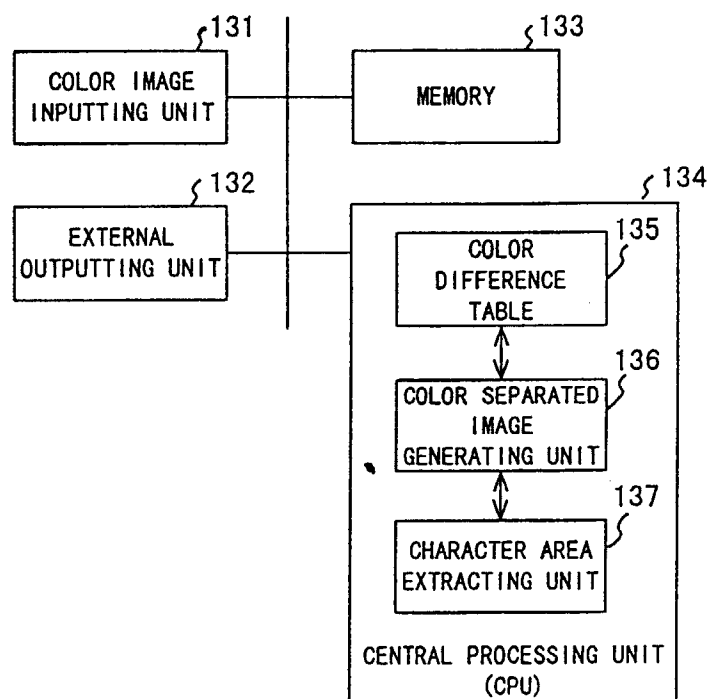 131
COLOR IMAGE
INPUTTING UNIT
133
MEMORY
132
EXTERNAL
OUTPUTTING UNIT
134
135
COLOR
DIFFERENCE
TABLE
136
COLOR SEPARATED
IMAGE
GENERATING UNIT
137
CHARACTER AREA
EXTRACTING UNIT
CENTRAL PROCESSING UNIT
(CPU)